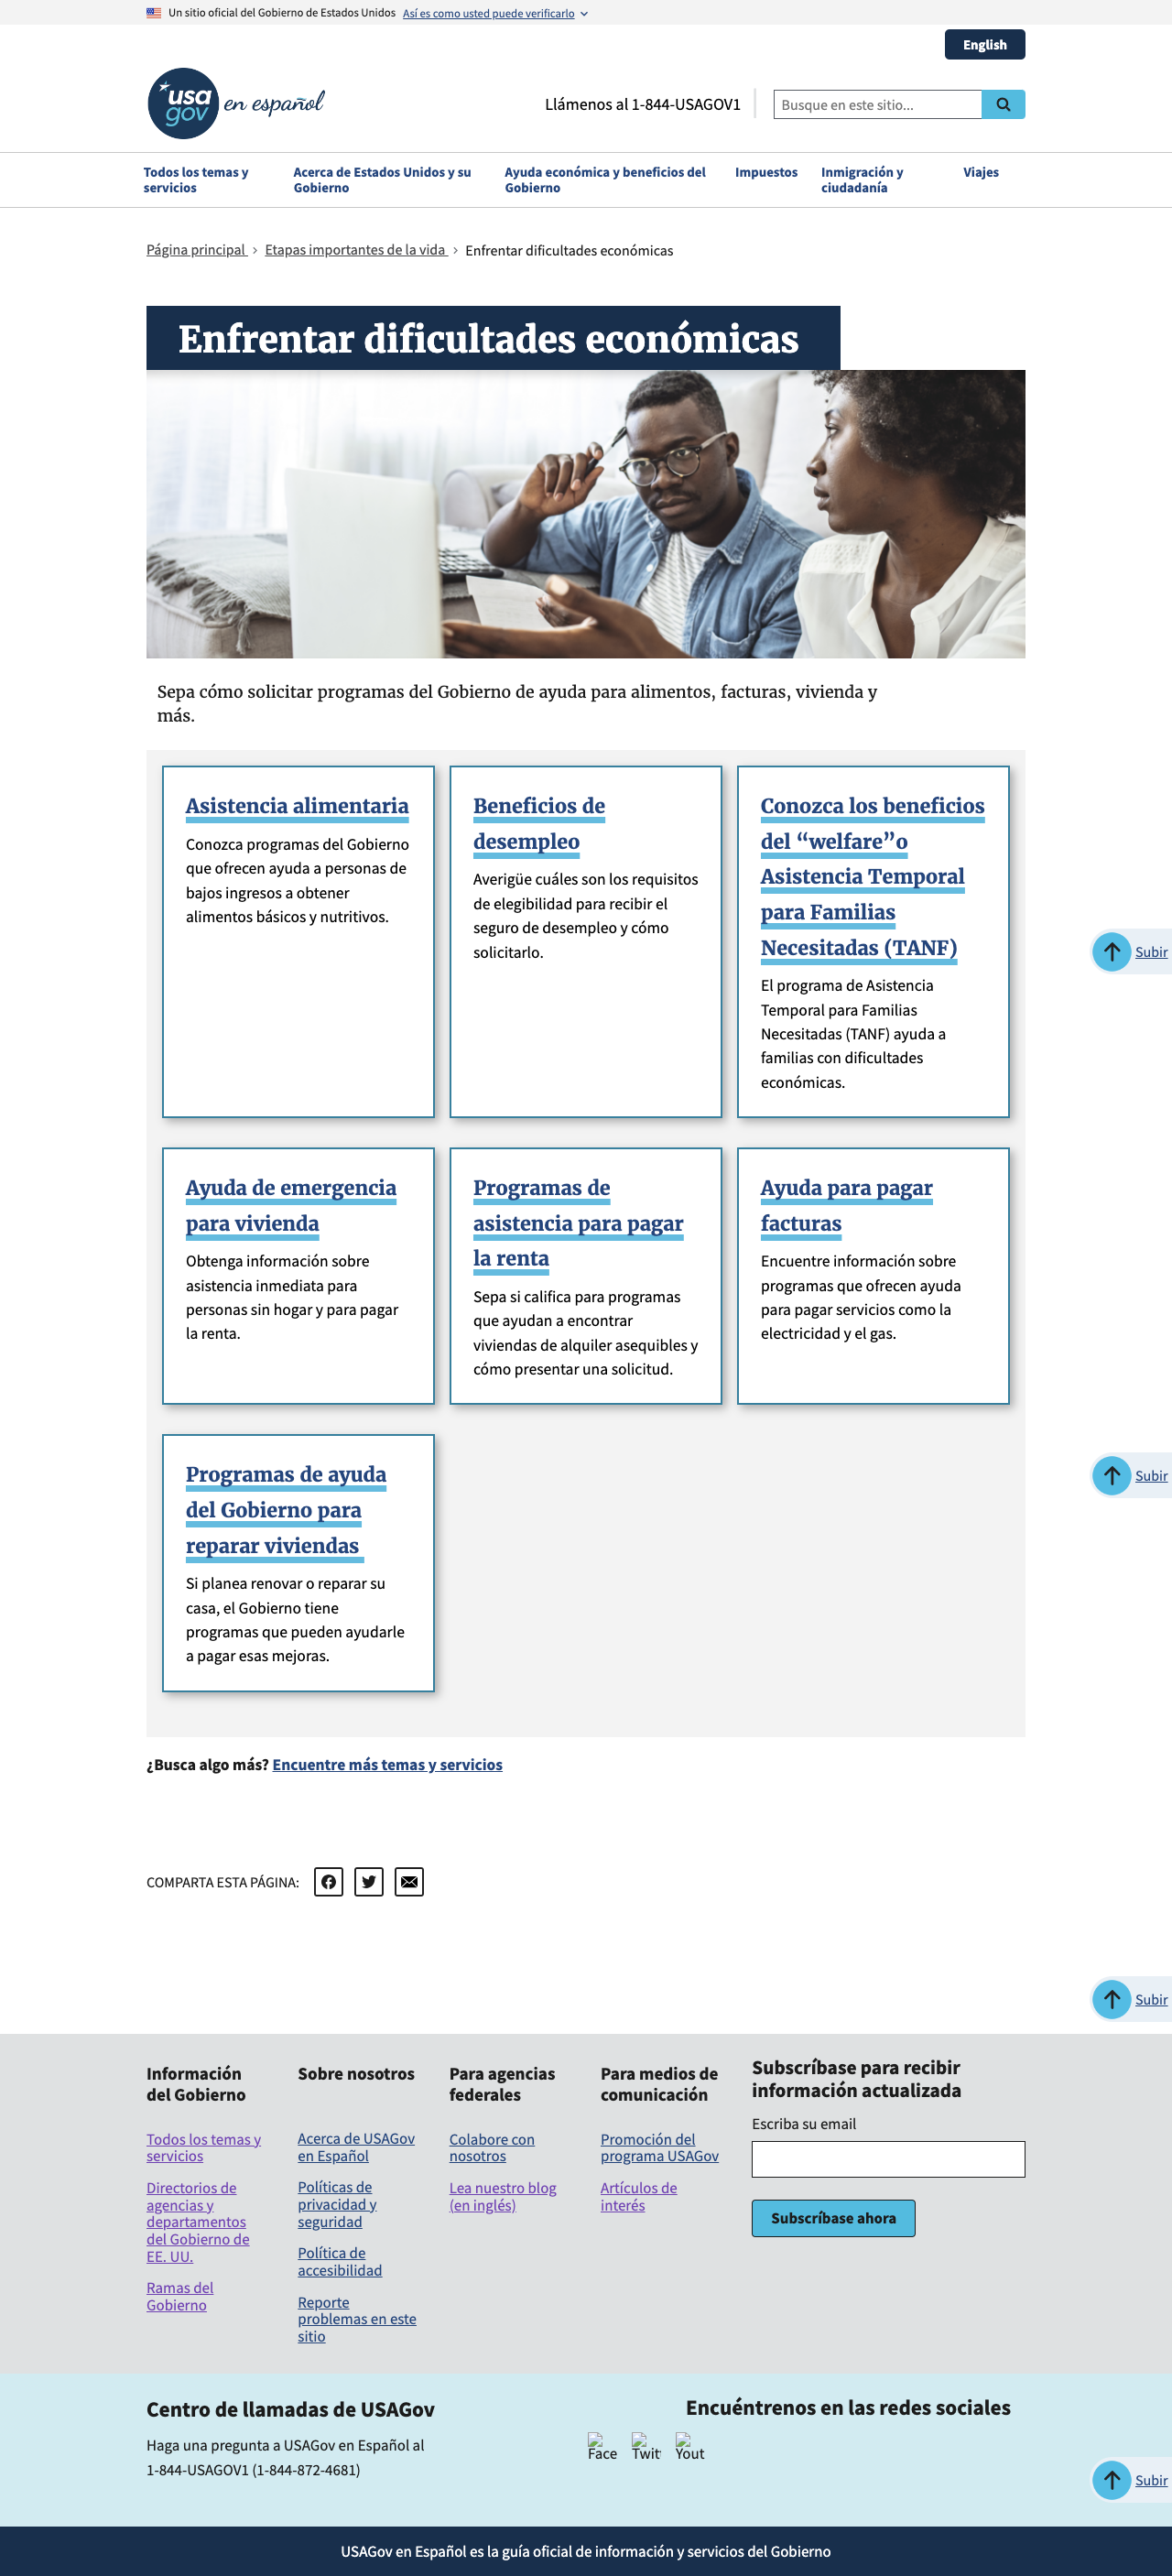 Un sitio oficial del Gobierno de Estados Unidos Así es como usted puede verificarlo
English
usa gov en español
Llámenos al 1-844-USAGOV1
Busque en este sitio...
Todos los temas y servicios
Acerca de Estados Unidos y su Gobierno
Ayuda económica y beneficios del Gobierno
Impuestos
Inmigración y ciudadanía
Viajes
Página principal > Etapas importantes de la vida > Enfrentar dificultades económicas
Enfrentar dificultades económicas
Sepa cómo solicitar programas del Gobierno de ayuda para alimentos, facturas, vivienda y
más.
Asistencia alimentaria
Conozca programas del Gobierno
que ofrecen ayuda a personas de
bajos ingresos a obtener
alimentos básicos y nutritivos.
Beneficios de
desempleo
Averigüe cuáles son los requisitos
de elegibilidad para recibir el
seguro de desempleo y cómo
solicitarlo.
Conozca los beneficios
del “welfare”o
Asistencia Temporal
para Familias
Necesitadas (TANF)
El programa de Asistencia
Temporal para Familias
Necesitadas (TANF) ayuda a
familias con dificultades
económicas.
Subir
Ayuda de emergencia
para vivienda
Obtenga información sobre
asistencia inmediata para
personas sin hogar y para pagar
la renta.
Programas de
asistencia para pagar
la renta
Sepa si califica para programas
que ayudan a encontrar
viviendas de alquiler asequibles y
cómo presentar una solicitud.
Ayuda para pagar
facturas
Encuentre información sobre
programas que ofrecen ayuda
para pagar servicios como la
electricidad y el gas.
Subir
Programas de ayuda
del Gobierno para
reparar viviendas
Si planea renovar o reparar su
casa, el Gobierno tiene
programas que pueden ayudarle
a pagar esas mejoras.
¿Busca algo más? Encuentre más temas y servicios
COMPARTA ESTA PÁGINA:
Subir
Información
del Gobierno
Todos los temas y
servicios
Directorios de
agencias y
departamentos
del Gobierno de
EE. UU.
Ramas del
Gobierno
Sobre nosotros
Acerca de USAGov
en Español
Políticas de
privacidad y
seguridad
Política de
accesibilidad
Reporte
problemas en este
sitio
Para agencias
federales
Colabore con
nosotros
Lea nuestro blog
(en inglés)
Para medios de
comunicación
Promoción del
programa USAGov
Artículos de
interés
Subscríbase para recibir
información actualizada
Escriba su email
Subscríbase ahora
Centro de llamadas de USAGov
Haga una pregunta a USAGov en Español al
1-844-USAGOV1 (1-844-872-4681)
Encuéntrenos en las redes sociales
Face Twit Yout
Subir
USAGov en Español es la guía oficial de información y servicios del Gobierno